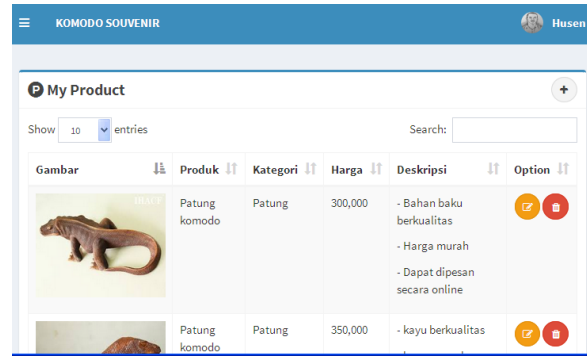 KOMODO SOUVENIR
Husen
P My Product
+
Show 10 entries
Search:
Gambar Produk Kategori Harga Deskripsi Option
Patung komodo
Patung
300,000
- Bahan baku
berkualitas
- Harga murah
- Dapat dipesan
secara online
Patung
komodo
Patung
350,000
- kayu berkualitas